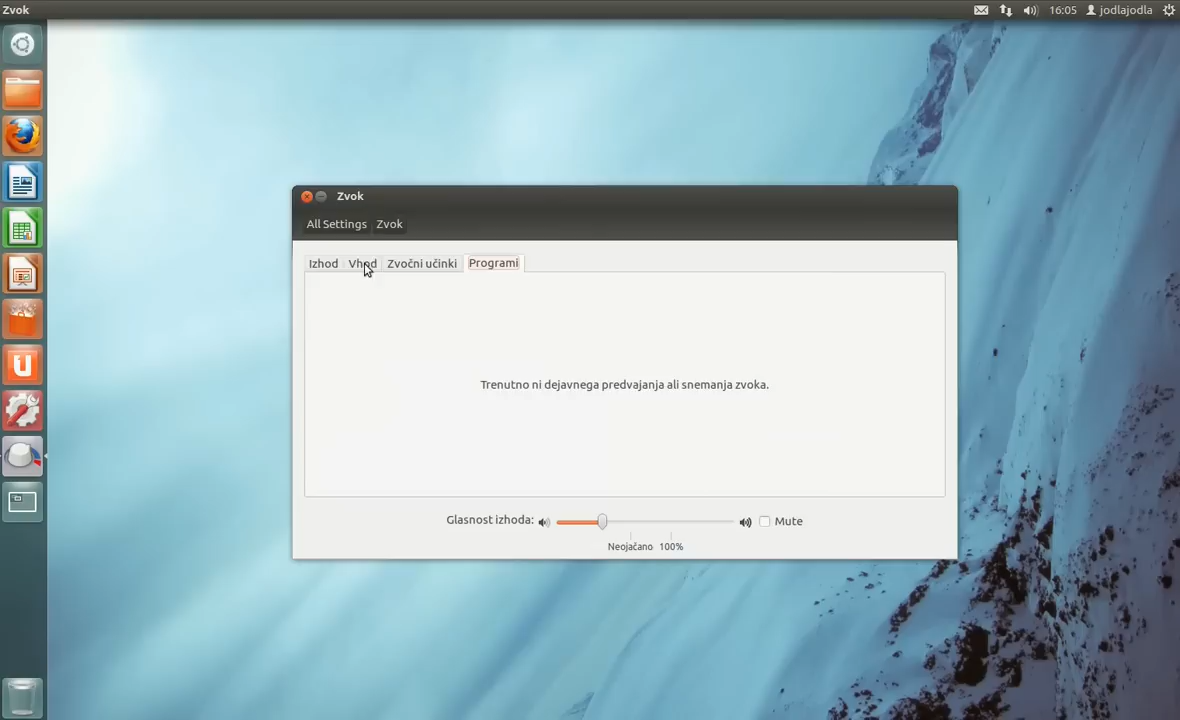 Zvok 16:05 jodlajodla
Zvok
All Settings Zvok
Izhod Vhod Zvočni učinki Programi
Trenutno ni dejavnega predvajanja ali snemanja zvoka.
Glasnost izhoda: Mute
Neojačano 100%